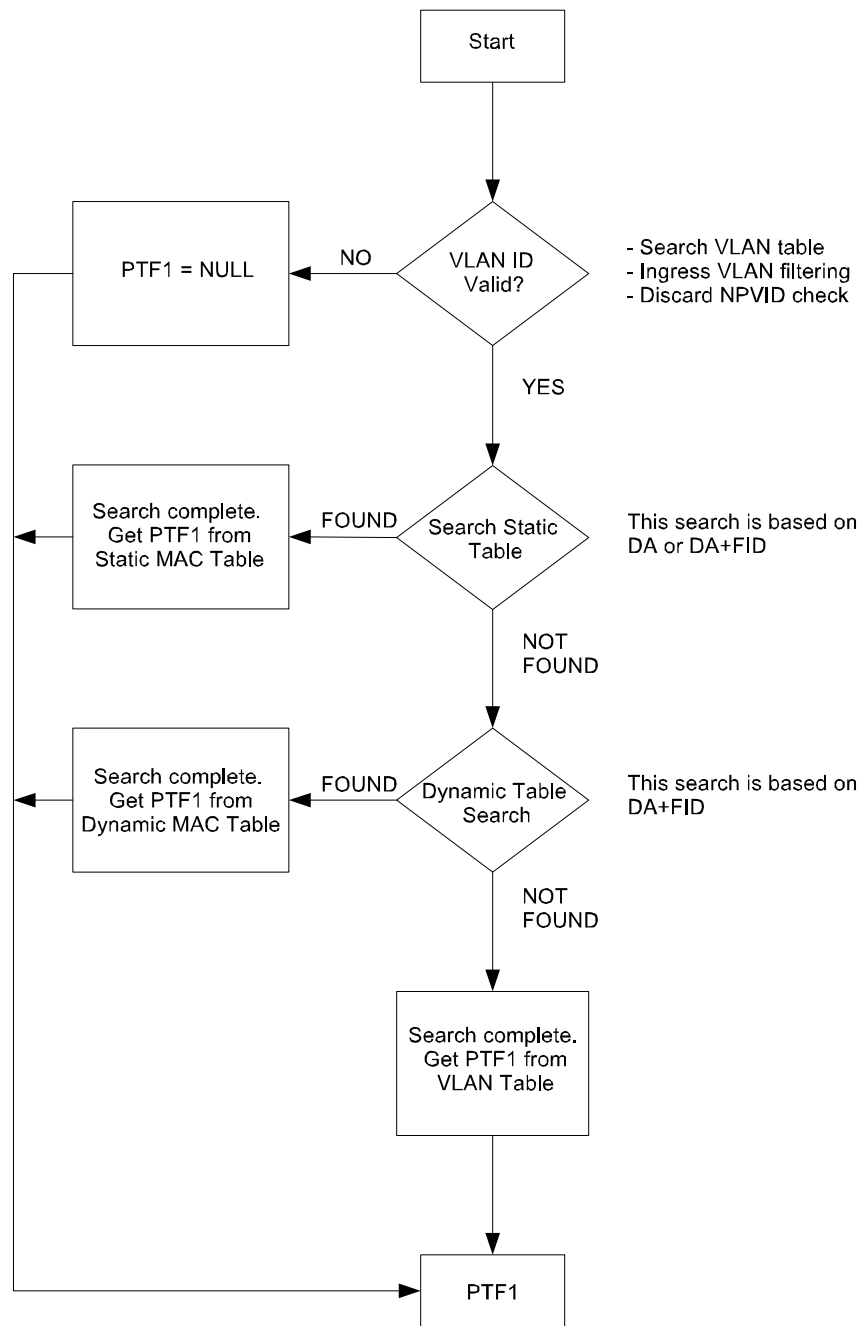 Start
VLAN ID
Valid?
NO
PTF1 = NULL
- Search VLAN table
- Ingress VLAN filtering
- Discard NPVID check
YES
Search Static
Table
FOUND
Search complete.
Get PTF1 from
Static MAC Table
This search is based on
DA or DA+FID
NOT
FOUND
Dynamic Table
Search
FOUND
Search complete.
Get PTF1 from
Dynamic MAC Table
This search is based on
DA+FID
NOT
FOUND
Search complete.
Get PTF1 from
VLAN Table
PTF1